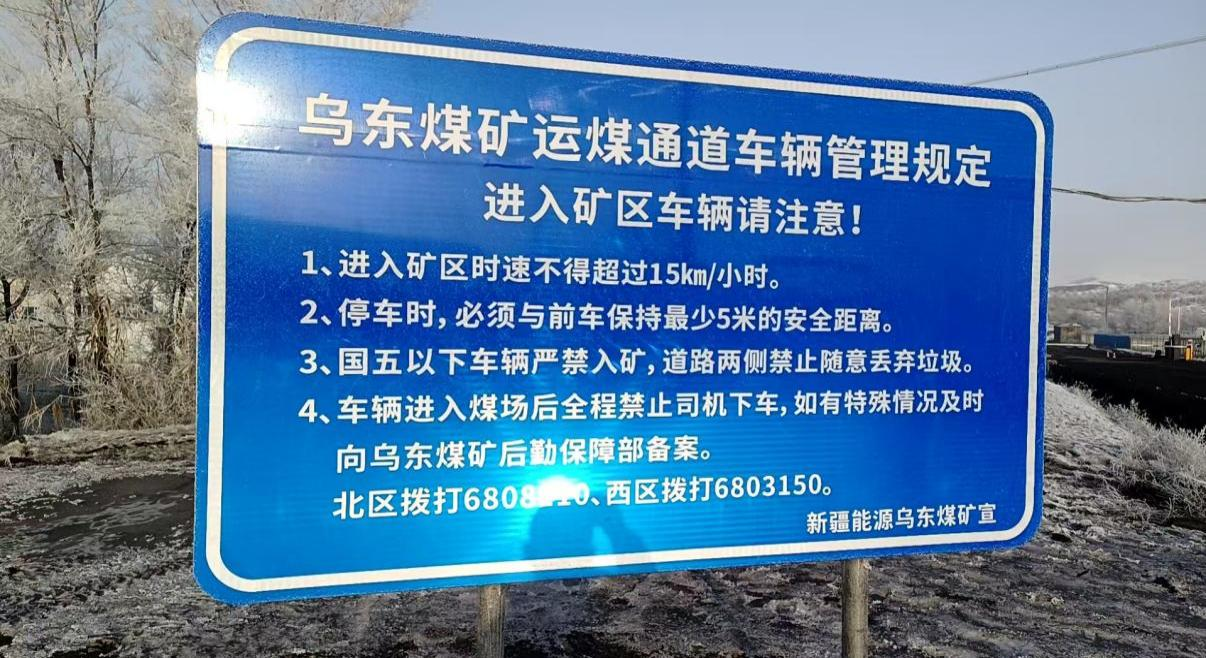 乌东煤矿运煤通道车辆管理规定
进入矿区车辆请注意！
1、进入矿区时速不得超过15km/小时。
2、停车时，必须与前车保持最少5米的安全距离。
3、国五以下车辆严禁入矿，道路两侧禁止随意丢弃垃圾。
4、车辆进入煤场后全程禁止司机下车，如有特殊情况及时
向乌东煤矿后勤保障部备案。
北区拨打、西区拨打6803150。
新疆能源乌东煤矿宣